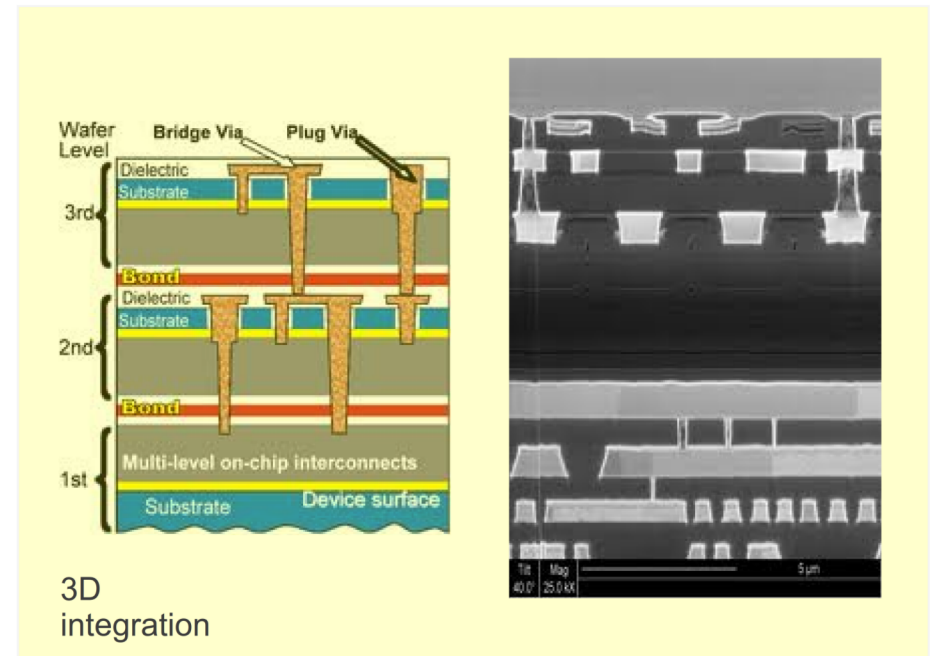 Wafer
Level
Bridge Via
Plug Via
Dielectric
Substrate
3rd
Bond
Dielectric
Substrate
2nd
Bond
1st
Multi-level on-chip interconnects
Device surface
Substrate
3D
integration
Tilt Mag 5 µm
40.0° 25.0 kX